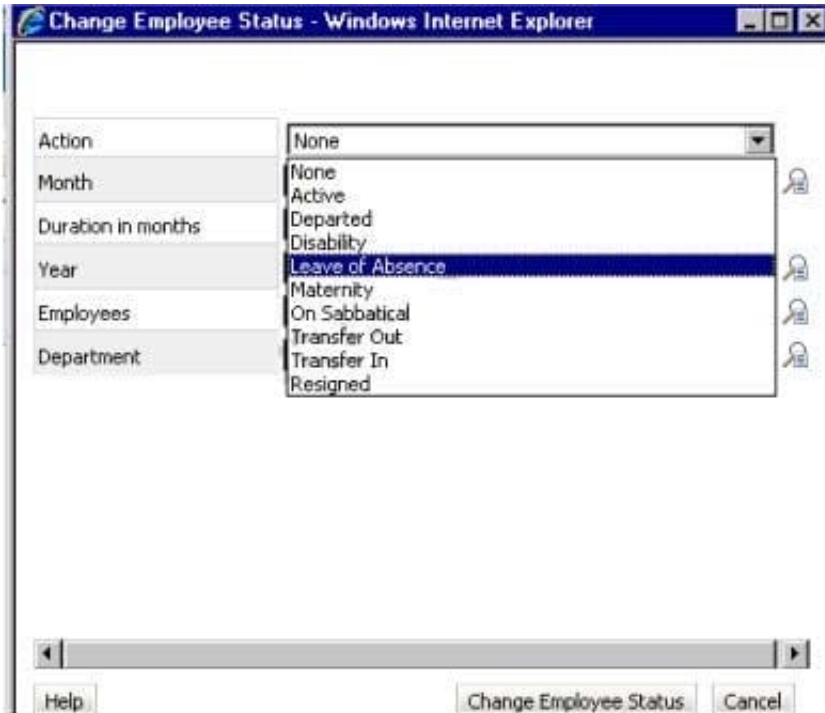 Change Employee Status - Windows Internet Explorer
Action
None
Month
None
Active
Duration in months
Departed
Disability
Year
Leave of Absence
Maternity
Employees
On Sabbatical
Transfer Out
Department
Transfer In
Resigned
Help
Change Employee Status
Cancel